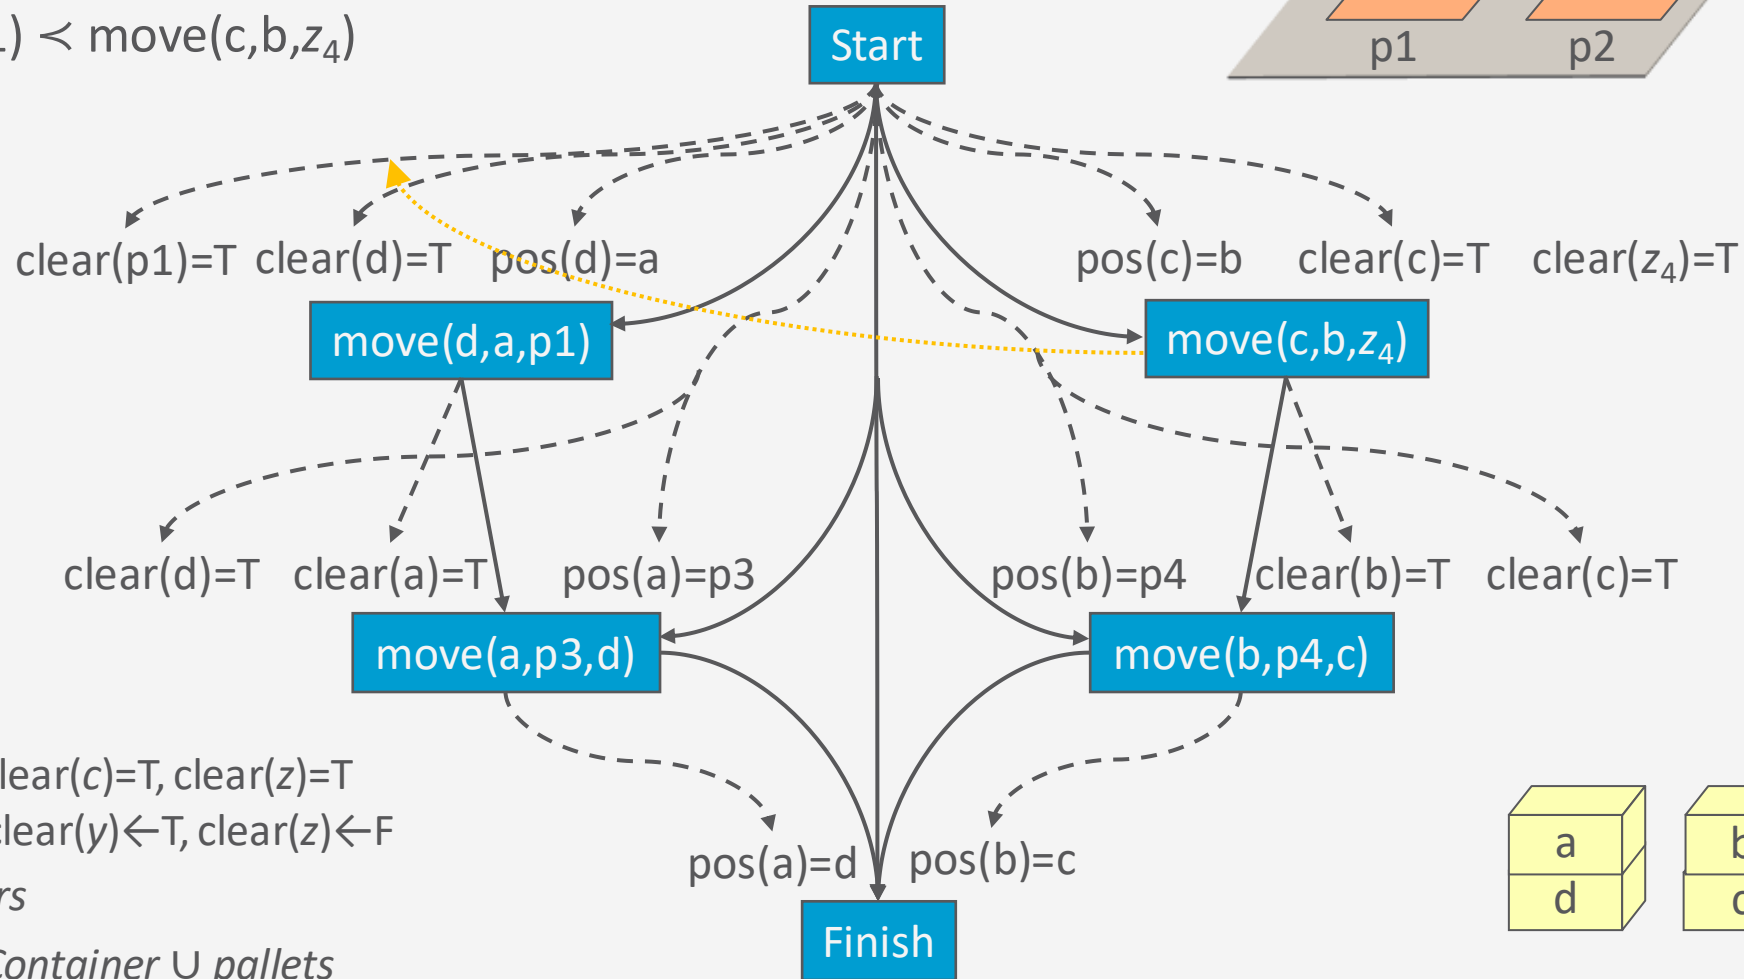 ) ≺ move(c,b,z₄)
Start
p1 p2
clear(p1)=T clear(d)=T pos(d)=a pos(c)=b clear(c)=T clear(z₄)=T
move(d,a,p1) move(c,b,z₄)
clear(d)=T clear(a)=T pos(a)=p3 pos(b)=p4 clear(b)=T clear(c)=T
move(a,p3,d) move(b,p4,c)
lear(c)=T, clear(z)=T
clear(y)←T, clear(z)←F
a b
pos(a)=d pos(b)=c
rs
d
Finish
Container ∪ pallets